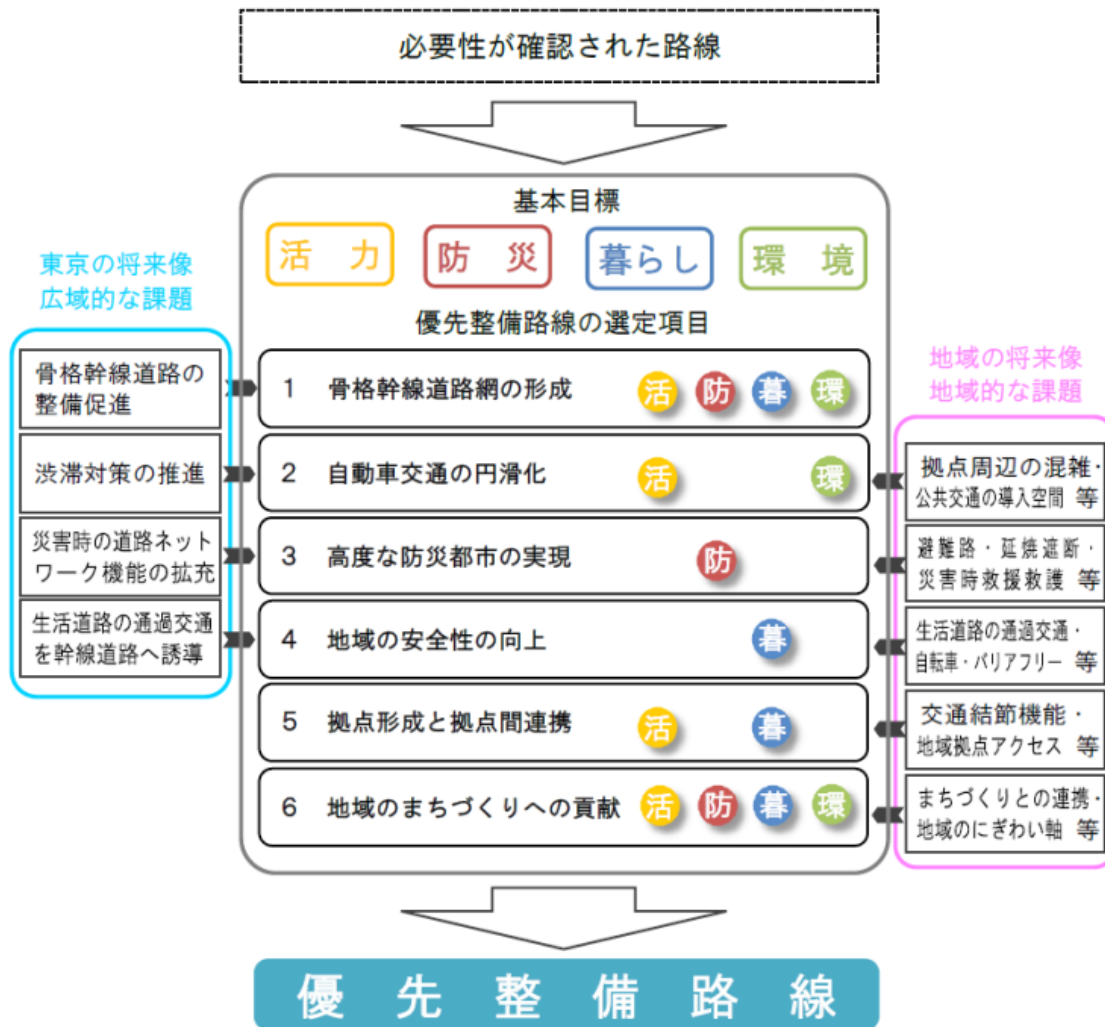 必要性が確認された路線
基本目標
活 力
防 災
暮らし
環 境
東京の将来像
広域的な課題
骨格幹線道路の
整備促進
渋滞対策の推進
災害時の道路ネット
ワーク機能の拡充
生活道路の通過交通
を幹線道路へ誘導
優先整備路線の選定項目
1 骨格幹線道路網の形成 活 防 暮 環
2 自動車交通の円滑化 活 環
3 高度な防災都市の実現 防
4 地域の安全性の向上 暮
5 拠点形成と拠点間連携 活 暮
6 地域のまちづくりへの貢献 活 防 暮 環
地域の将来像
地域的な課題
拠点周辺の混雑・
公共交通の導入空間 等
避難路・延焼遮断・
災害時救援救護 等
生活道路の通過交通・
自転車・バリアフリー 等
交通結節機能・
地域拠点アクセス 等
まちづくりとの連携・
地域のにぎわい軸 等
優 先 整 備 路 線